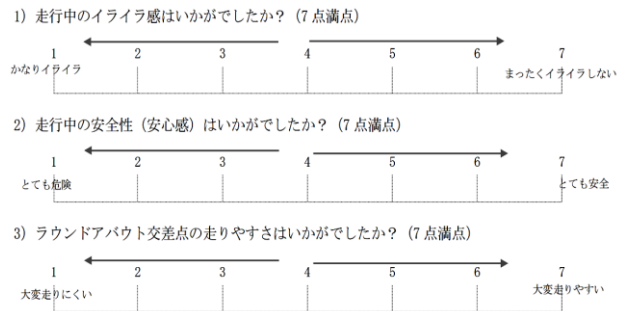 1）走行中のイライラ感はいかがでしたか？（7 点満点）
1 2 3 4 5 6 7
かなりイライラ まったくイライラしない
2）走行中の安全性（安心感）はいかがでしたか？（7 点満点）
1 2 3 4 5 6 7
とても危険 とても安全
3）ラウンドアバウト交差点の走りやすさはいかがでしたか？（7 点満点）
1 2 3 4 5 6 7
大変走りにくい 大変走りやすい